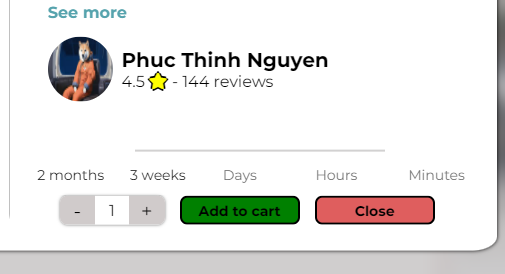 See more
Phuc Thinh Nguyen
4.5 - 144 reviews
2 months 3 weeks Days Hours Minutes
- 1 + Add to cart Close